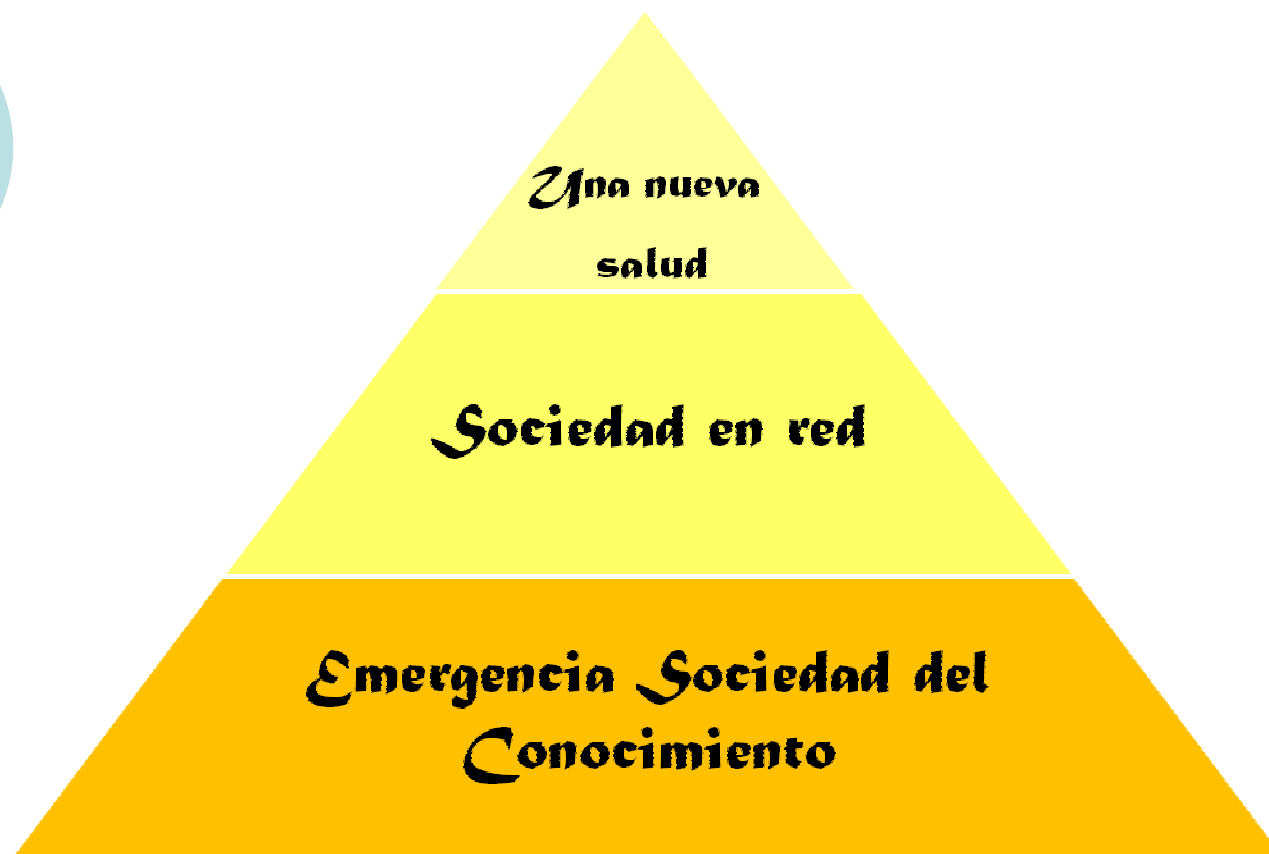 Una nueva
salud
Sociedad en red
Emergencia Sociedad del
Conocimiento